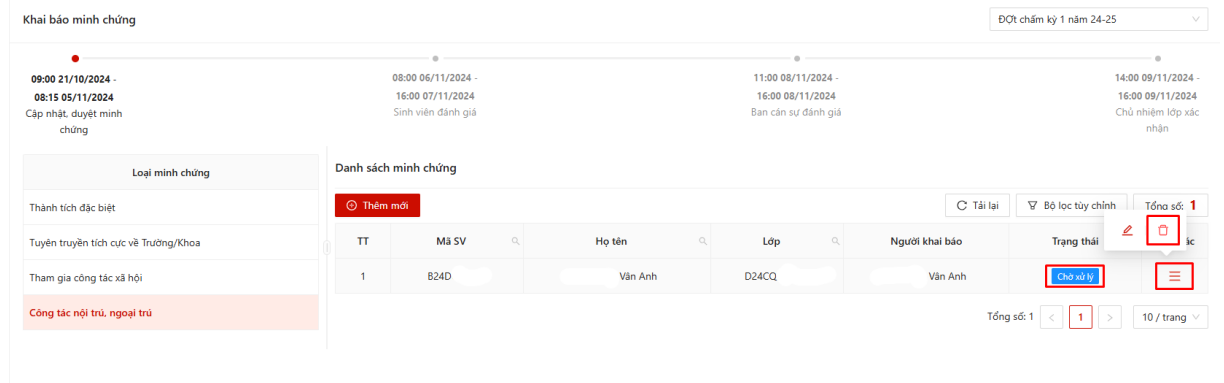 Khai báo minh chứng
ĐỢt chấm kỳ 1 năm 24-25
09:00 21/10/2024 -
08:15 05/11/2024
Cập nhật, duyệt minh
chứng
08:00 06/11/2024 -
16:00 07/11/2024
Sinh viên đánh giá
11:00 08/11/2024 -
16:00 08/11/2024
Ban cán sự đánh giá
14:00 09/11/2024 -
16:00 09/11/2024
Chủ nhiệm lớp xác
nhận
Loại minh chứng
Thành tích đặc biệt
Tuyên truyền tích cực về Trường/Khoa
Tham gia công tác xã hội
Công tác nội trú, ngoại trú
Danh sách minh chứng
Thêm mới
Tải lại
Bộ lọc tùy chỉnh
Tổng số: 1
TT Mã SV Họ tên Lớp Người khai báo Trạng thái
1 B24D Vân Anh D24CQ Vân Anh Chờ xử lý
Tổng số: 1 < 1 > 10 / trang